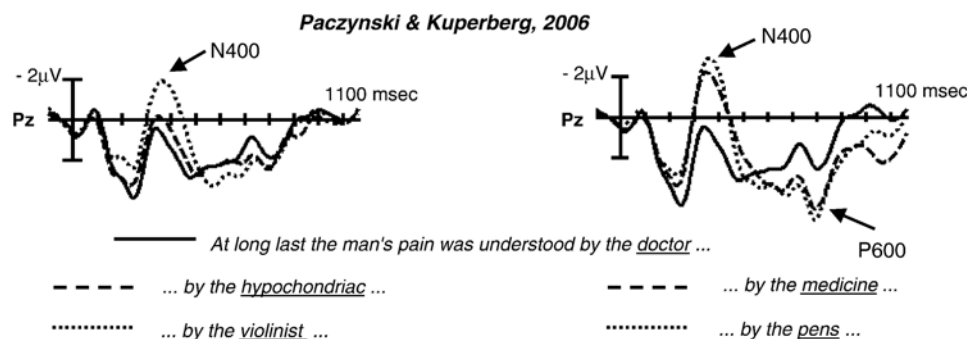 Paczynski & Kuperberg, 2006
N400
- 2μV
1100 msec
Pz
N400
- 2μV
1100 msec
Pz
P600
At long last the man's pain was understood by the doctor ...
... by the hypochondriac ...
... by the medicine ...
... by the violinist ...
... by the pens ...